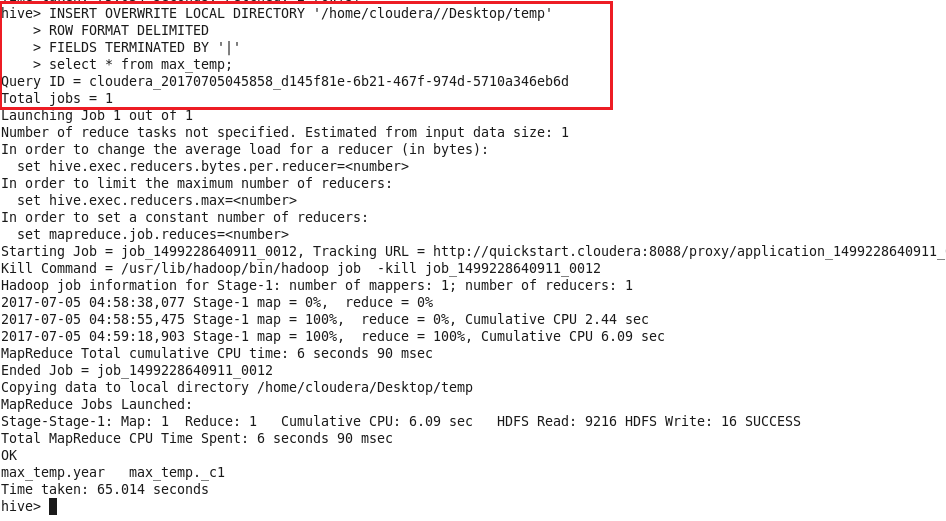 hive> INSERT OVERWRITE LOCAL DIRECTORY '/home/cloudera//Desktop/temp'
    > ROW FORMAT DELIMITED
    > FIELDS TERMINATED BY '|'
    > select * from max_temp;
Query ID = cloudera_20170705045858_d145f81e-6b21-467f-974d-5710a346eb6d
Total jobs = 1
Launching Job 1 out of 1
Number of reduce tasks not specified. Estimated from input data size: 1
In order to change the average load for a reducer (in bytes):
  set hive.exec.reducers.bytes.per.reducer=<number>
In order to limit the maximum number of reducers:
  set hive.exec.reducers.max=<number>
In order to set a constant number of reducers:
  set mapreduce.job.reduces=<number>
Starting Job = job_1499228640911_0012, Tracking URL = http://quickstart.cloudera:8088/proxy/application_1499228640911_
Kill Command = /usr/lib/hadoop/bin/hadoop job  -kill job_1499228640911_0012
Hadoop job information for Stage-1: number of mappers: 1; number of reducers: 1
2017-07-05 04:58:38,077 Stage-1 map = 0%,  reduce = 0%
2017-07-05 04:58:55,475 Stage-1 map = 100%,  reduce = 0%, Cumulative CPU 2.44 sec
2017-07-05 04:59:18,903 Stage-1 map = 100%,  reduce = 100%, Cumulative CPU 6.09 sec
MapReduce Total cumulative CPU time: 6 seconds 90 msec
Ended Job = job_1499228640911_0012
Copying data to local directory /home/cloudera/Desktop/temp
MapReduce Jobs Launched:
Stage-Stage-1: Map: 1  Reduce: 1   Cumulative CPU: 6.09 sec   HDFS Read: 9216 HDFS Write: 16 SUCCESS
Total MapReduce CPU Time Spent: 6 seconds 90 msec
OK
max_temp.year   max_temp._c1
Time taken: 65.014 seconds
hive>